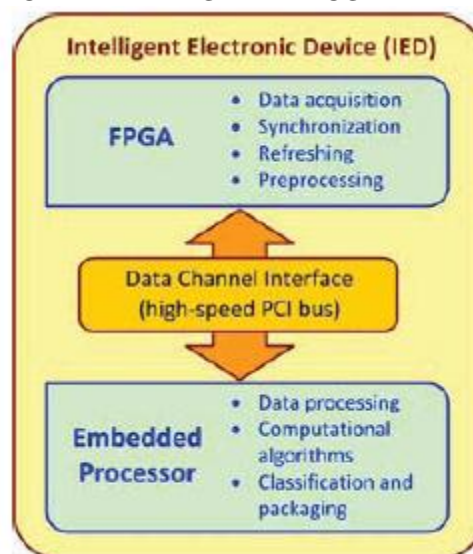 Intelligent Electronic Device (IED)
FPGA
• Data acquisition
• Synchronization
• Refreshing
• Preprocessing
Data Channel Interface
(high-speed PCI bus)
Embedded
Processor
• Data processing
• Computational
algorithms
• Classification and
packaging